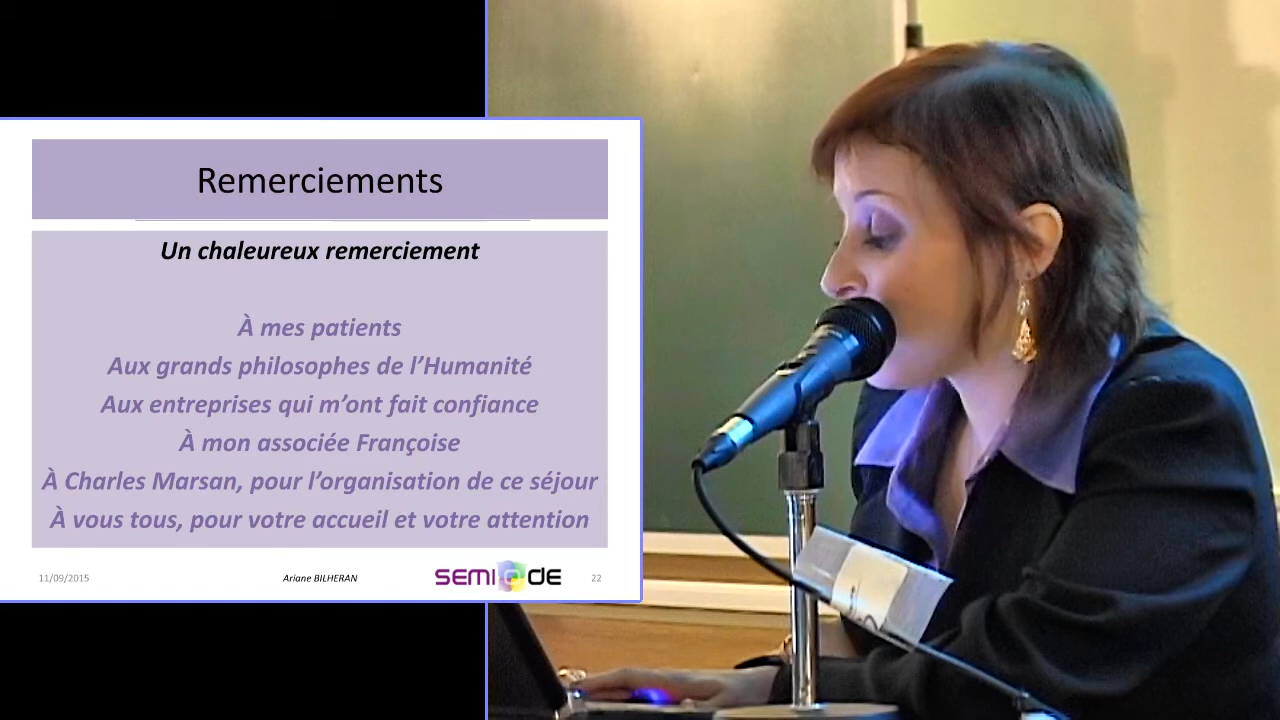 Remerciements
Un chaleureux remerciement
À mes patients
Aux grands philosophes de l’Humanité
Aux entreprises qui m’ont fait confiance
À mon associée Françoise
À Charles Marsan, pour l’organisation de ce séjour
À vous tous, pour votre accueil et votre attention
11/09/2015
Ariane BILHERAN
SEMIODE
22